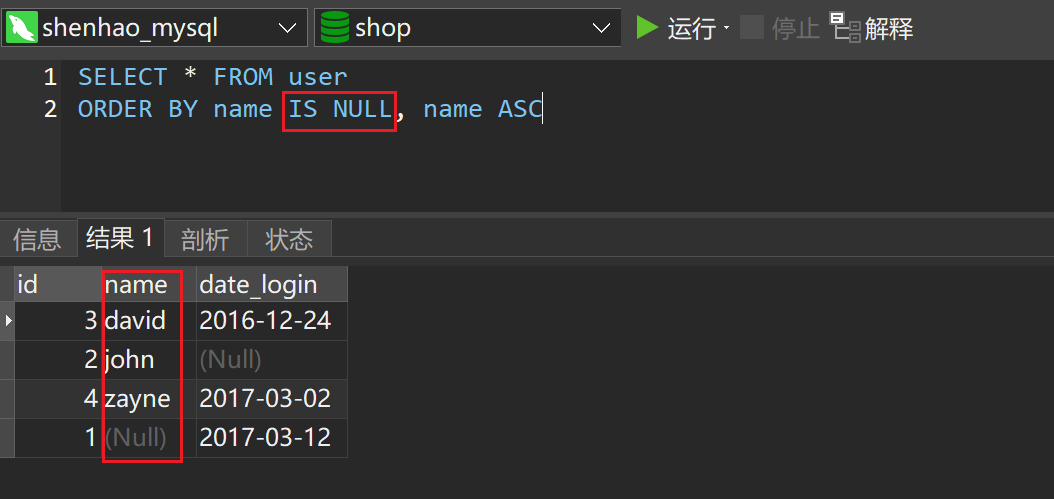 shenhao_mysql shop 运行 停止 解释
1 SELECT * FROM user
2 ORDER BY name IS NULL, name ASC
信息 结果 1 剖析 状态
id name date_login
3 david 2016-12-24
2 john (Null)
4 zayne 2017-03-02
1 (Null) 2017-03-12